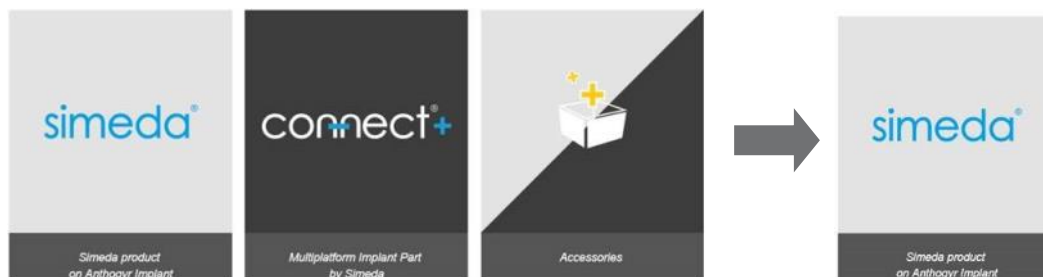 simeda®
Simeda product
on Anthogyr Implant
connect®+
Multiplatform Implant Part
by Simeda
Accessories
simeda®
Simeda product
on Anthogyr Implant